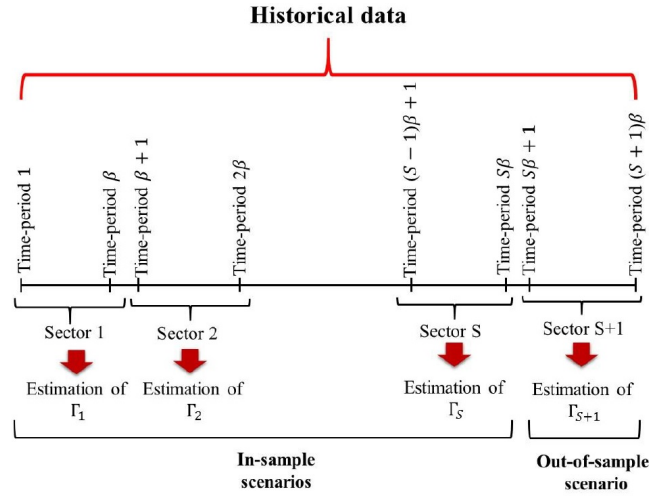 Historical data
Time-period 1
Time-period β
Time-period β + 1
Time-period 2β
Time-period (S − 1)β + 1
Time-period Sβ
Time-period Sβ + 1
Time-period (S + 1)β
Sector 1
Sector 2
Sector S
Sector S+1
Estimation of
Γ₁
Estimation of
Γ₂
Estimation of
Γ_S
Estimation of
Γ_{S+1}
In-sample
scenarios
Out-of-sample
scenario